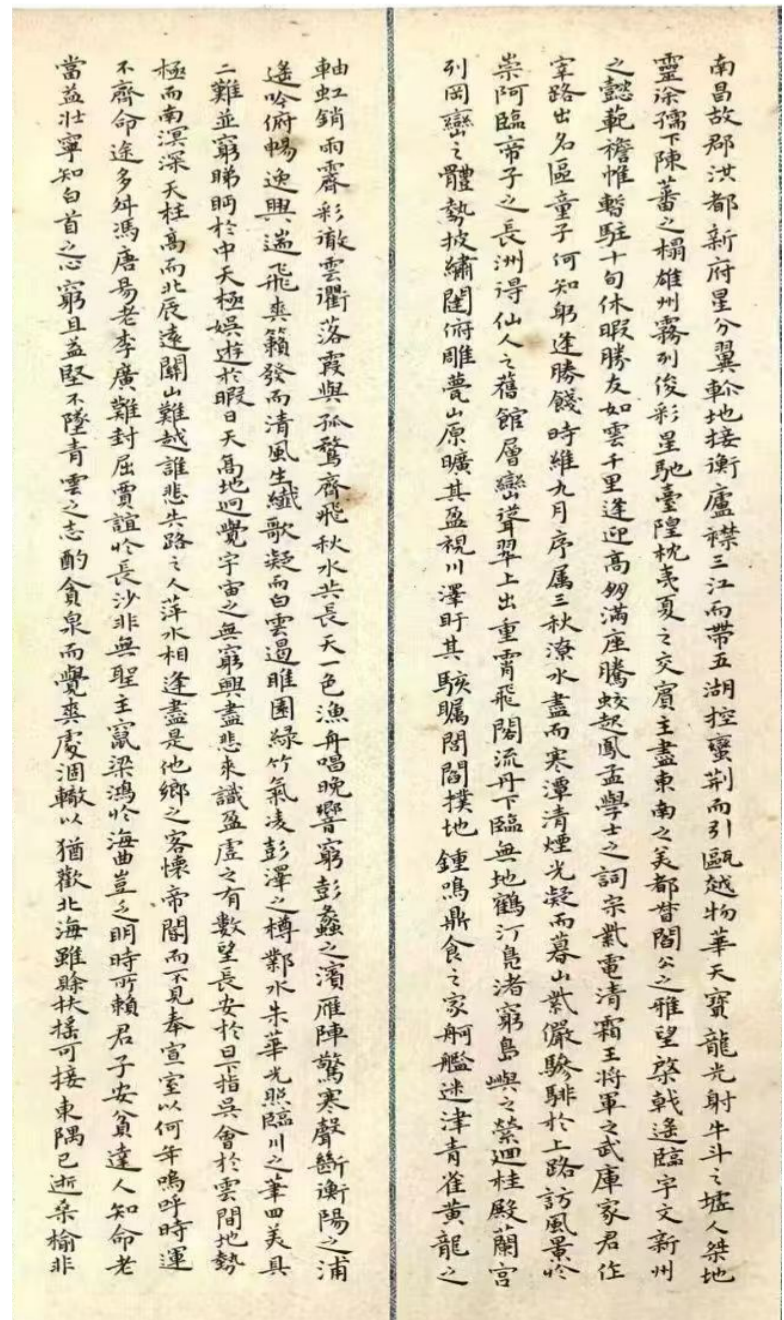 南昌故郡洪都新府星分翼軫地接衡廬襟三江而帶五湖控蠻荊而引甌越物華天寶龍光射牛斗之墟人桀地
靈徐孺下陳蕃之榻雄州霧列俊彩星馳臺隍枕夷夏之交賓主盡東南之美都督閻公之雅望棨戟遙臨宇文新州
之懿範襜帷暫駐十旬休暇勝友如雲千里逢迎高朋滿座騰蛟起鳳孟學士之詞宗紫電清霜王將軍之武庫家君作
宰路出名區童子何知躬逢勝餞時維九月序属三秋潦水盡而寒潭清煙光凝而暮山紫儼驂騑於上路訪風景於
崇阿臨帝子之長洲得仙人之舊館層巒聳翠上出重霄飛閣流丹下臨無地鶴汀鳧渚窮島嶼之縈迴桂殿蘭宮
列岡巒之體勢披繡闥俯雕甍山原曠其盈視川澤盱其駭矚閭閻撲地鍾鳴鼎食之家舸艦迷津青雀黃龍之
軸虹銷雨霽彩徹雲衢落霞與孤鶩齊飛秋水共長天一色漁舟唱晚響窮彭蠡之濱雁陣驚寒聲斷衡陽之浦
遙吟俯暢逸興遄飛爽籟發而清風生纖歌凝而白雲遏睢園綠竹氣凌彭澤之樽鄴水朱華光照臨川之筆四美具
二難並窮睇眄於中天極娛遊於暇日天高地迥覺宇宙之無窮興盡悲來識盈虛之有數望長安於日下指吳會於雲間地勢
極而南溟深天柱高而北辰遠關山難越誰悲失路之人萍水相逢盡是他鄉之客懷帝閽而不見奉宣室以何年嗚呼時運
不齊命途多舛馮唐易老李廣難封屈賈誼於長沙非無聖主竄梁鴻於海曲豈乏明時所賴君子安貧達人知命老
當益壯寧知白首之心窮且益堅不墜青雲之志酌貪泉而覺爽處涸轍以猶歡北海雖賒扶搖可接東隅已逝桑榆非